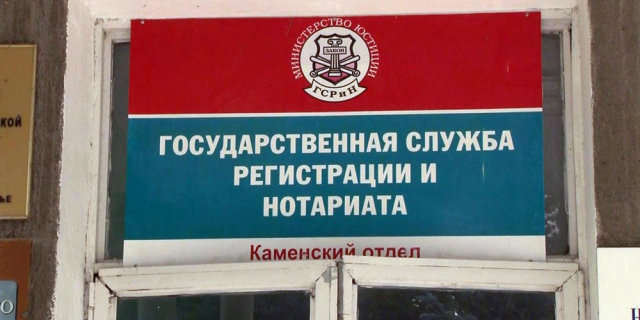 МИНИСТЕРСТВО ЮСТИЦИИ
ЗАКОН
ГСРиН
ГОСУДАРСТВЕННАЯ СЛУЖБА
РЕГИСТРАЦИИ И
НОТАРИАТА
Каменский отдел